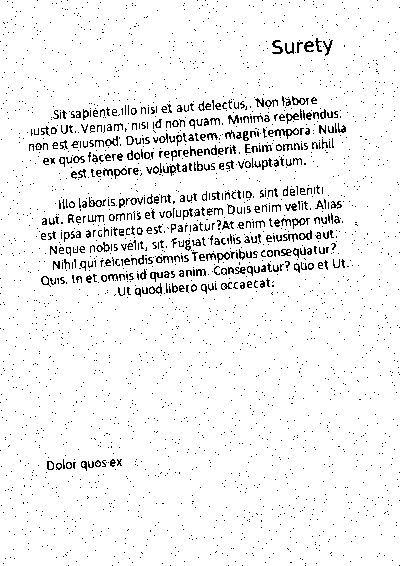 Surety
Sit sapiente illo nisi et aut delectus,. Non labore
iusto Ut. Veniam, nisi id non quam. Minima repellendus.
non est eiusmod. Duis voluptatem, magni tempora. Nulla
ex quos facere dolor reprehenderit. Enim omnis nihil
est tempore, voluptatibus est voluptatum.
Illo laboris provident, aut distinctio. sint deleniti
aut. Rerum omnis et voluptatem Duis enim velit. Alias
est ipsa architecto est. Pariatur?At enim tempor nulla.
Neque nobis velit, sit. Fugiat facilis aut eiusmod aut.
Nihil qui reiciendis omnis Temporibus consequatur?
Quis. In et omnis id quas anim. Consequatur? quo et Ut.
Ut quod libero qui occaecat.
Dolor quos ex